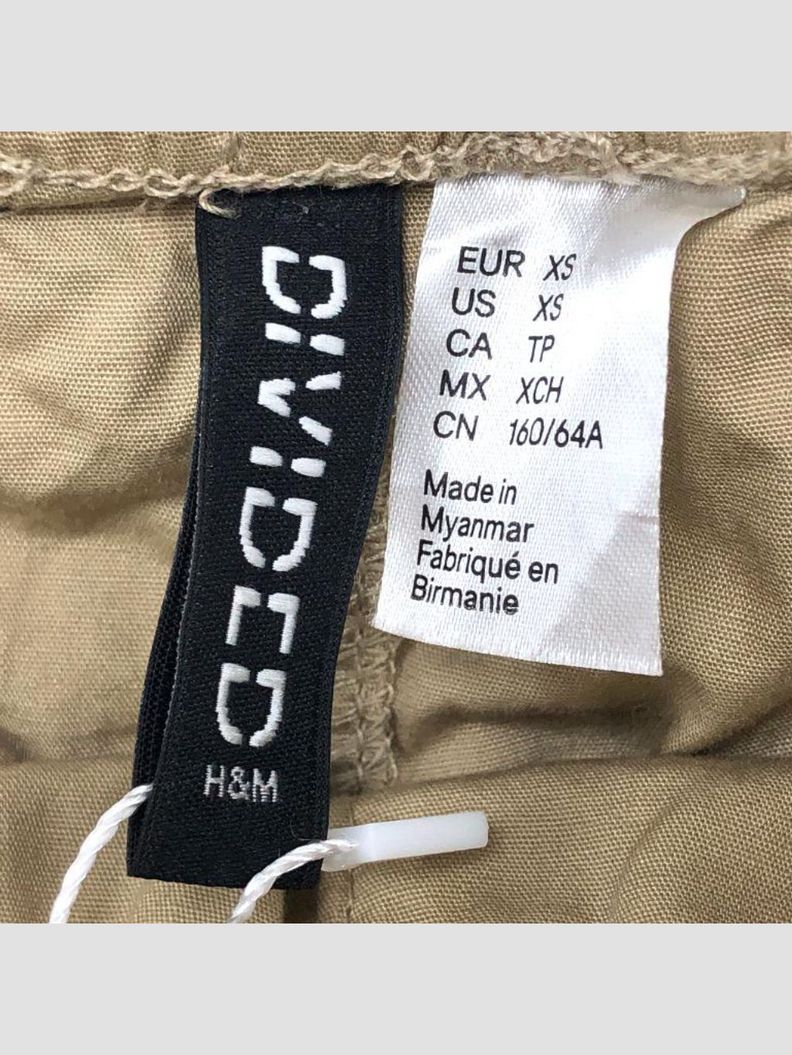 DIVIDED
H&M
EUR XS
US XS
CA TP
MX XCH
CN 160/64A
Made in
Myanmar
Fabriqué en
Birmanie